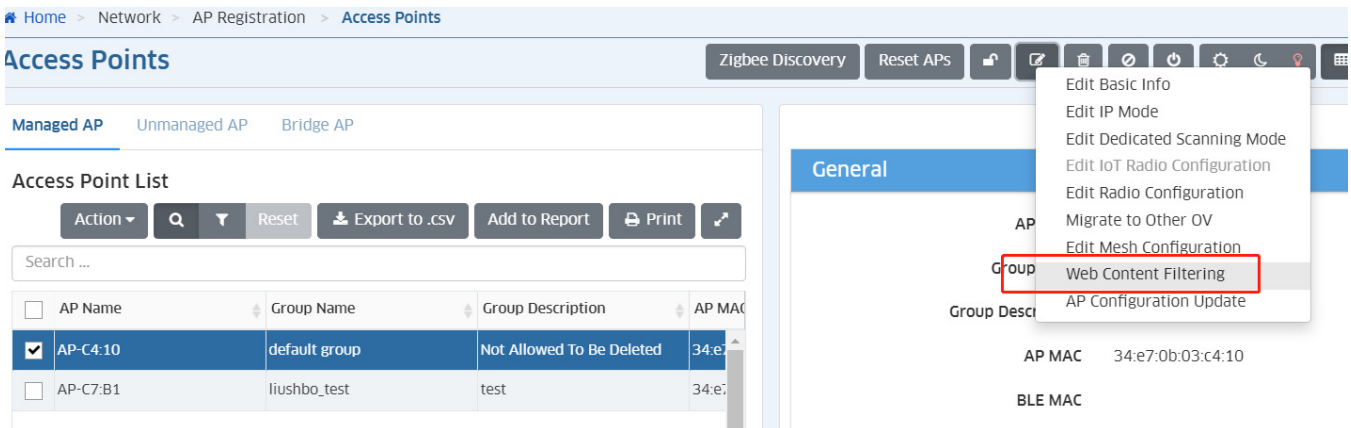 Home > Network > AP Registration > Access Points
Access Points
Zigbee Discovery
Reset APs
Edit Basic Info
Edit IP Mode
Edit Dedicated Scanning Mode
Edit IoT Radio Configuration
Edit Radio Configuration
Migrate to Other OV
Edit Mesh Configuration
Web Content Filtering
AP Configuration Update
Managed AP Unmanaged AP Bridge AP
Access Point List
Action Reset Export to .csv Add to Report Print
Search ...
AP Name Group Name Group Description AP MAC
AP-C4:10 default group Not Allowed To Be Deleted 34:e7
AP-C7:B1 liushbo_test test 34:e7
General
AP
Group
Group Descr
AP MAC 34:e7:0b:03:c4:10
BLE MAC